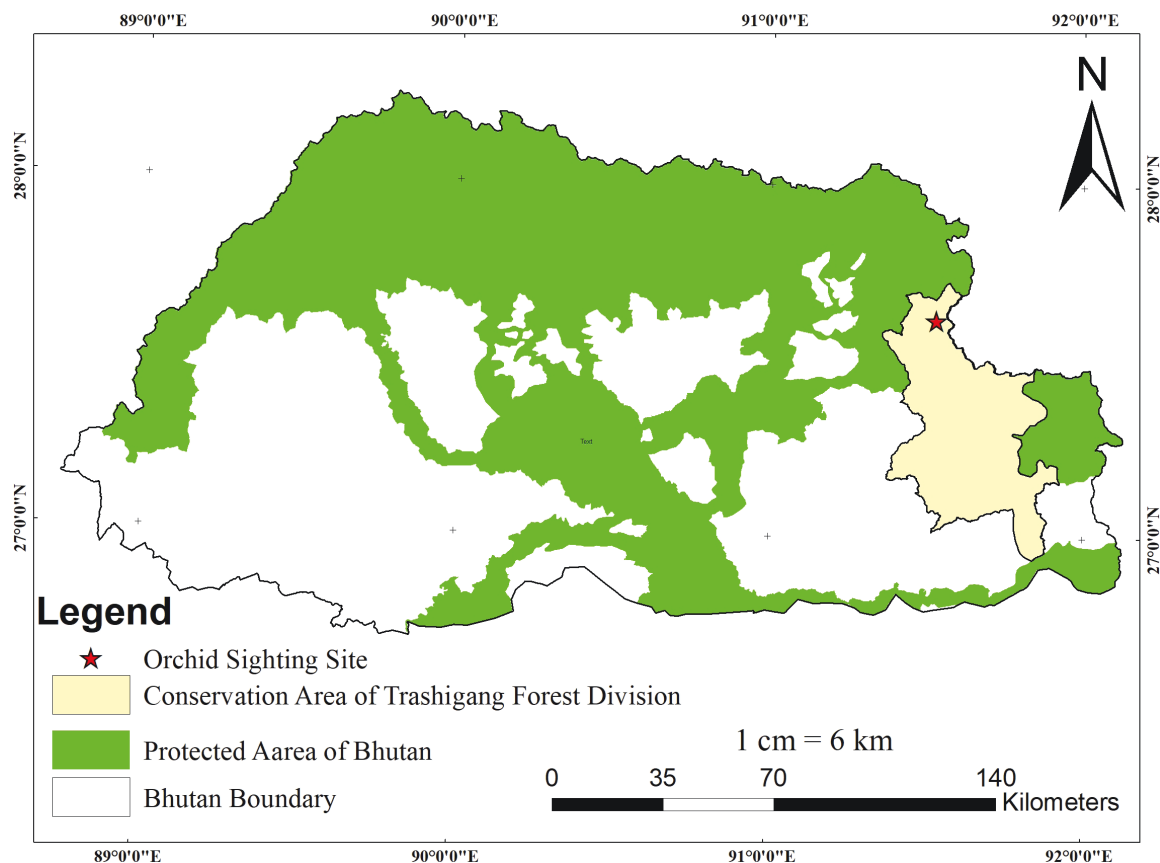 89°0'0"E 90°0'0"E 91°0'0"E 92°0'0"E
N
28°0'0"N
28°0'0"N
Text
27°0'0"N
27°0'0"N
Legend
Orchid Sighting Site
Conservation Area of Trashigang Forest Division
Protected Aarea of Bhutan
Bhutan Boundary
1 cm = 6 km
0 35 70 140
Kilometers
89°0'0"E 90°0'0"E 91°0'0"E 92°0'0"E